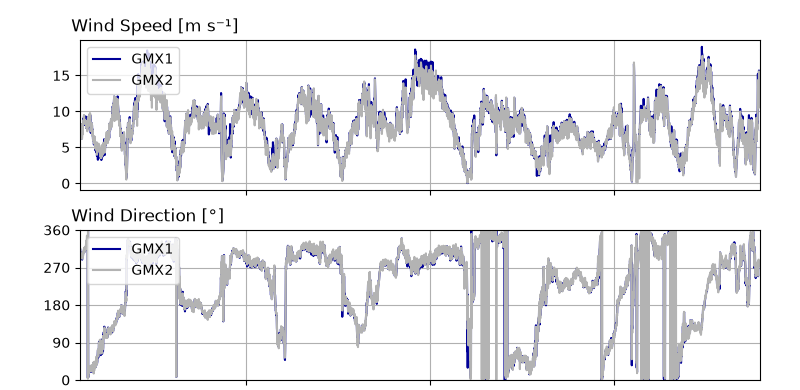 Wind Speed [m s⁻¹]
GMX1
GMX2
15
10
5
0
Wind Direction [°]
360
GMX1
270
GMX2
180
90
0